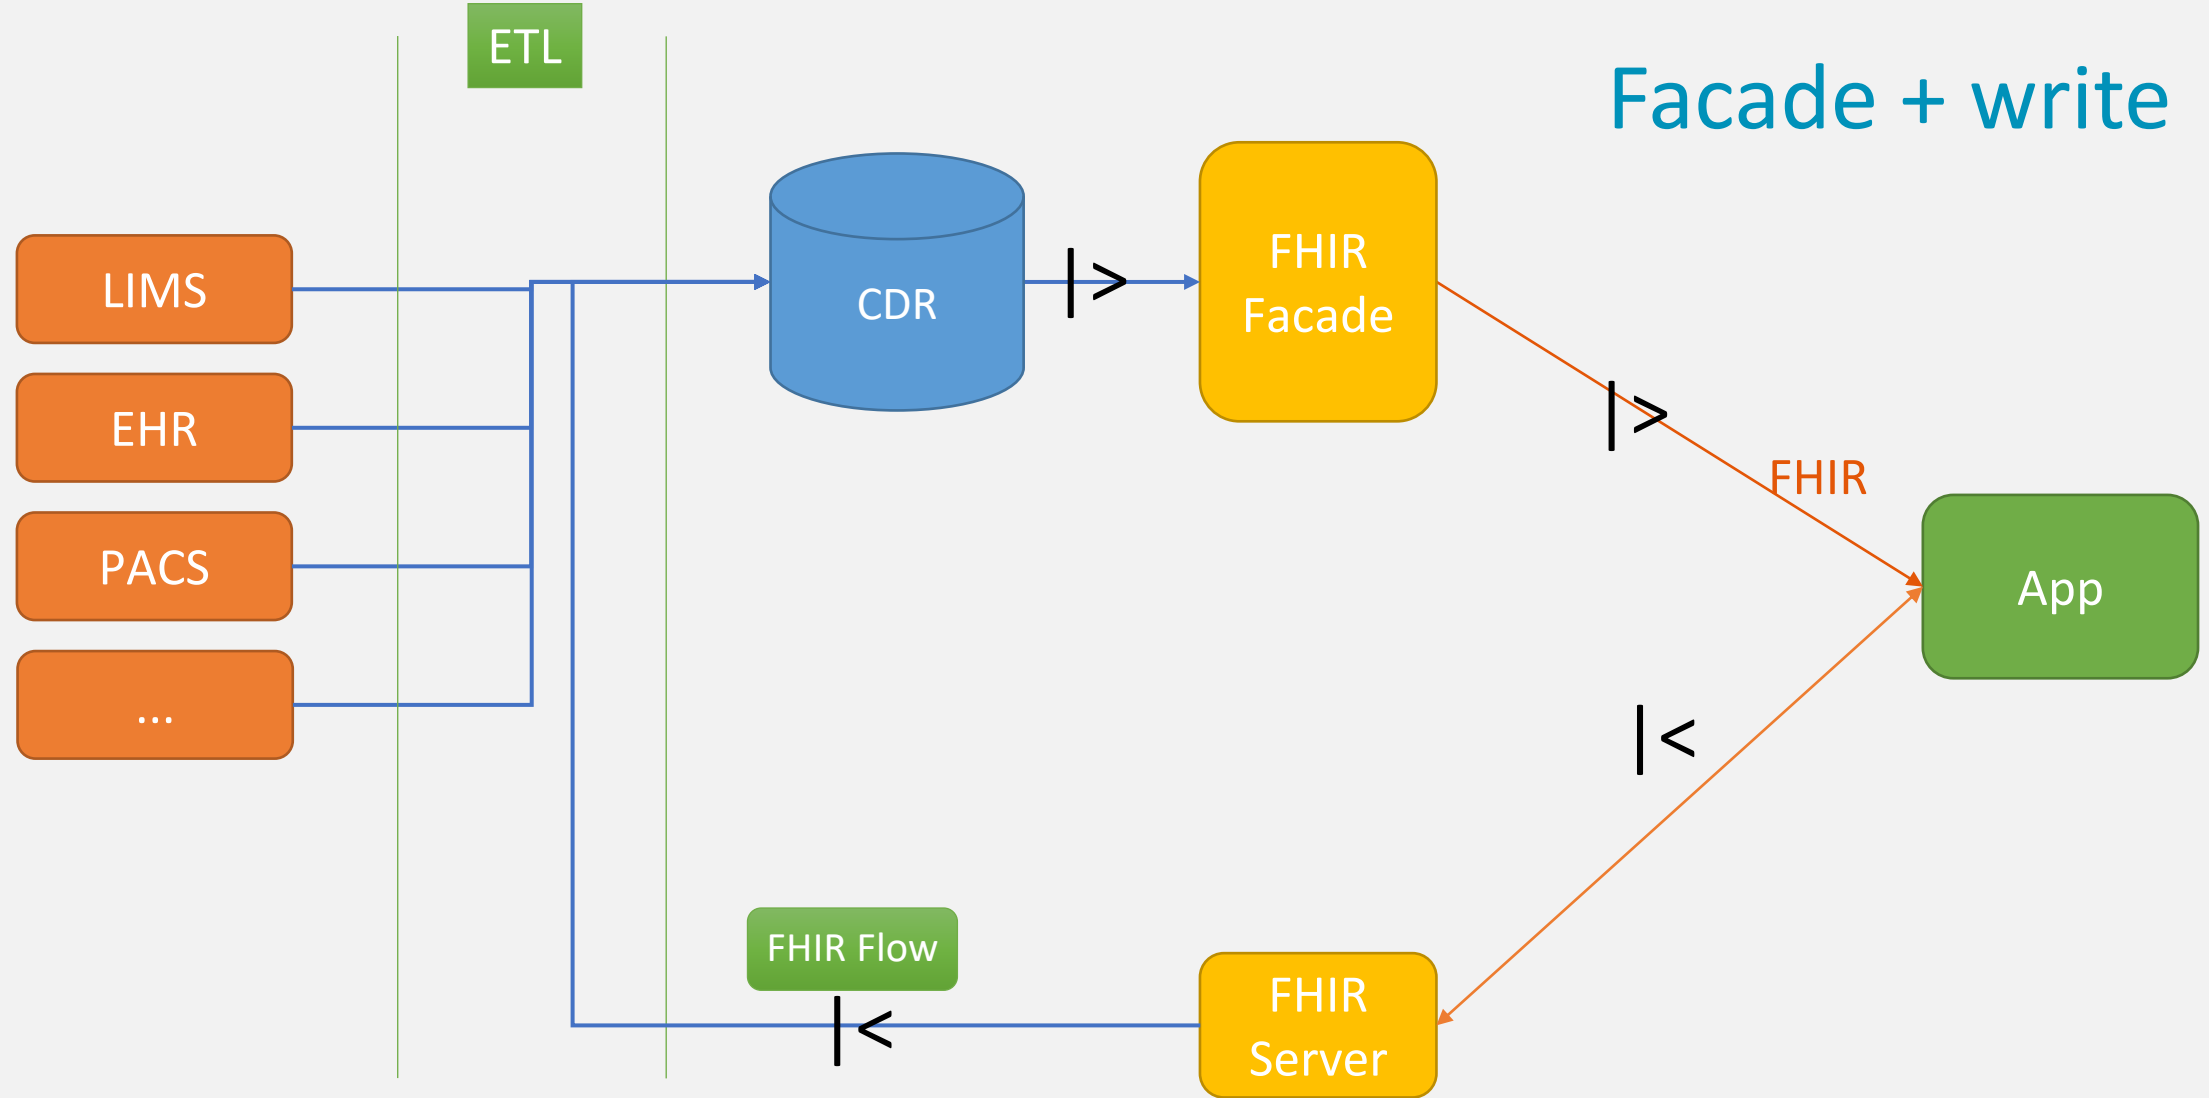 ETL
Facade + write
LIMS
EHR
PACS
...
CDR
|>
FHIR
Facade
|>
FHIR
App
|<
FHIR Flow
|<
FHIR
Server